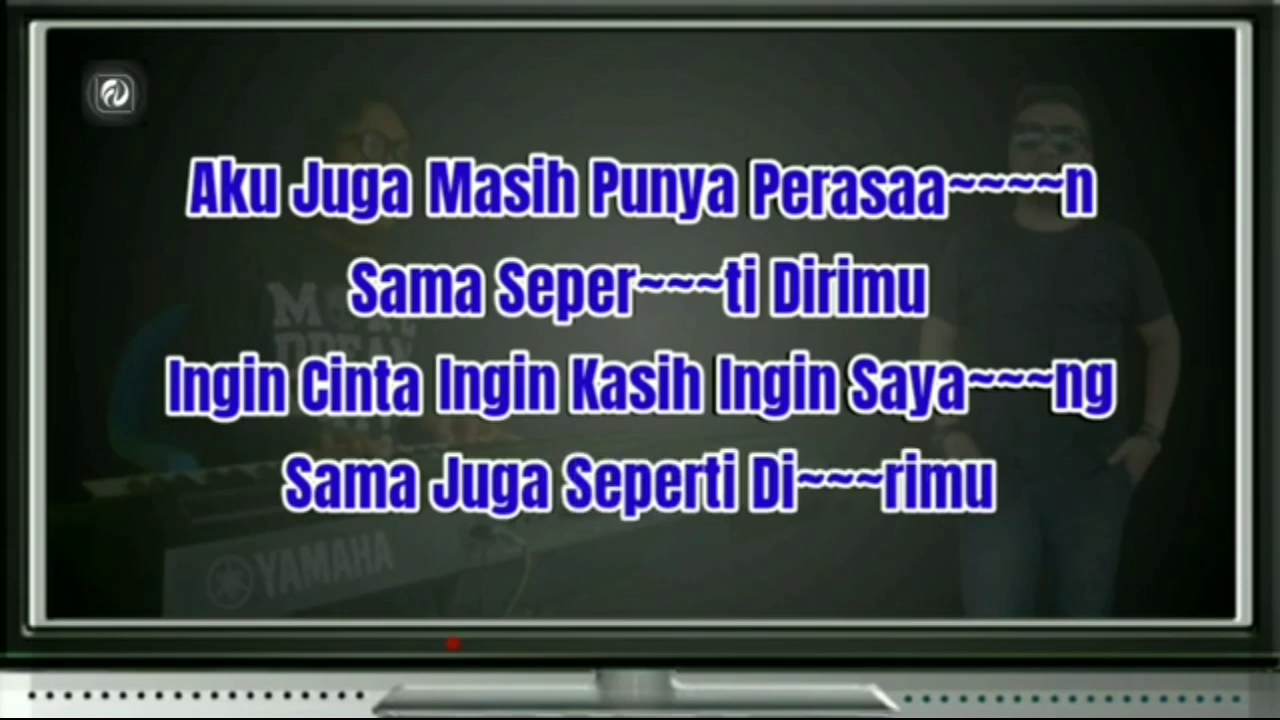 Aku Juga Masih Punya Perasaa~~~~n
Sama Seper~~~ti Dirimu
Ingin Cinta Ingin Kasih Ingin Saya~~~ng
Sama Juga Seperti Di~~~rimu
YAMAHA